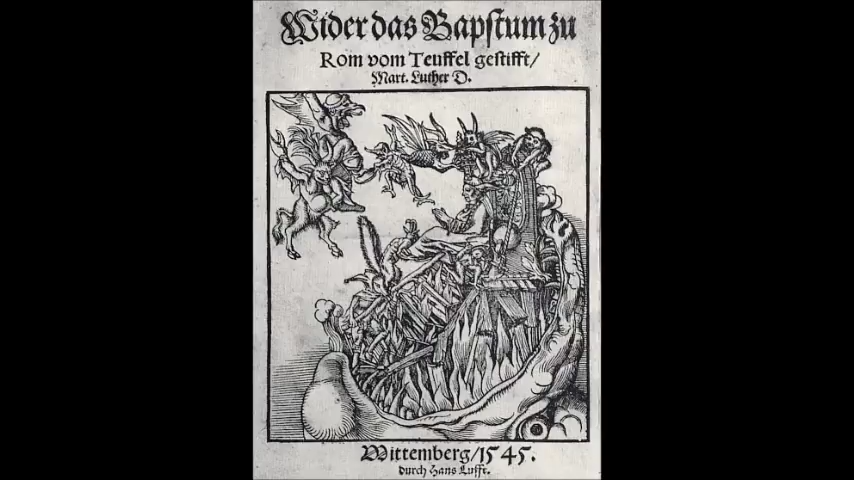 Wider das Bapstum zu
Rom vom Teuffel gestifft/
Mart. Luther D.
Wittemberg/1545.
durch Hans Lufft.